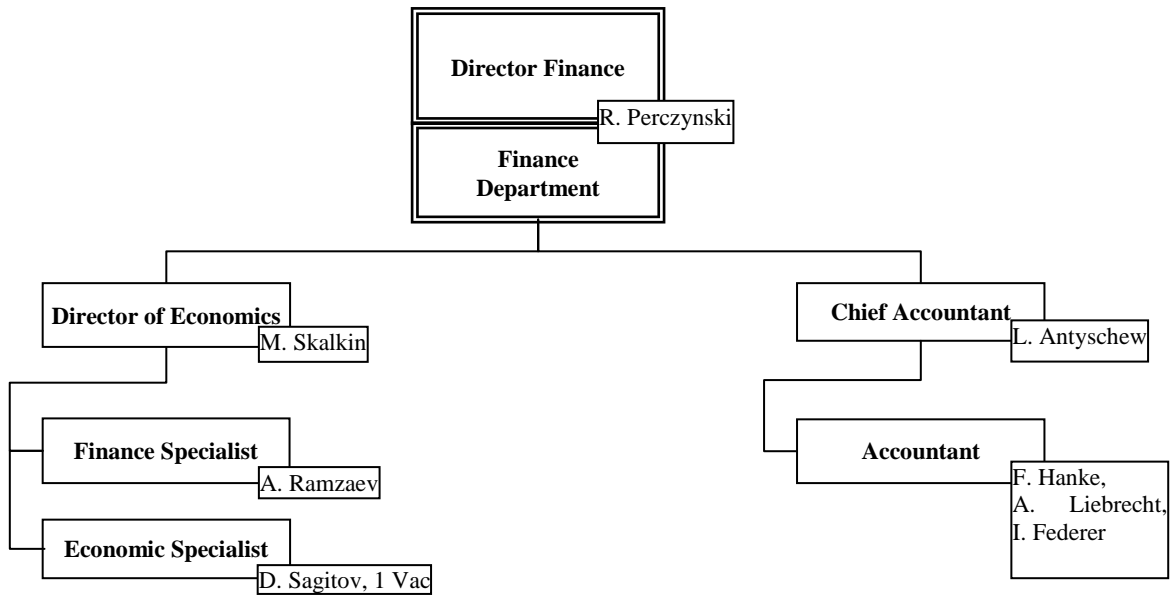 Director Finance
R. Perczynski
Finance
Department
Director of Economics
M. Skalkin
Finance Specialist
A. Ramzaev
Economic Specialist
D. Sagitov, 1 Vac
Chief Accountant
L. Antyschew
Accountant
F. Hanke,
A. Liebrecht,
I. Federer